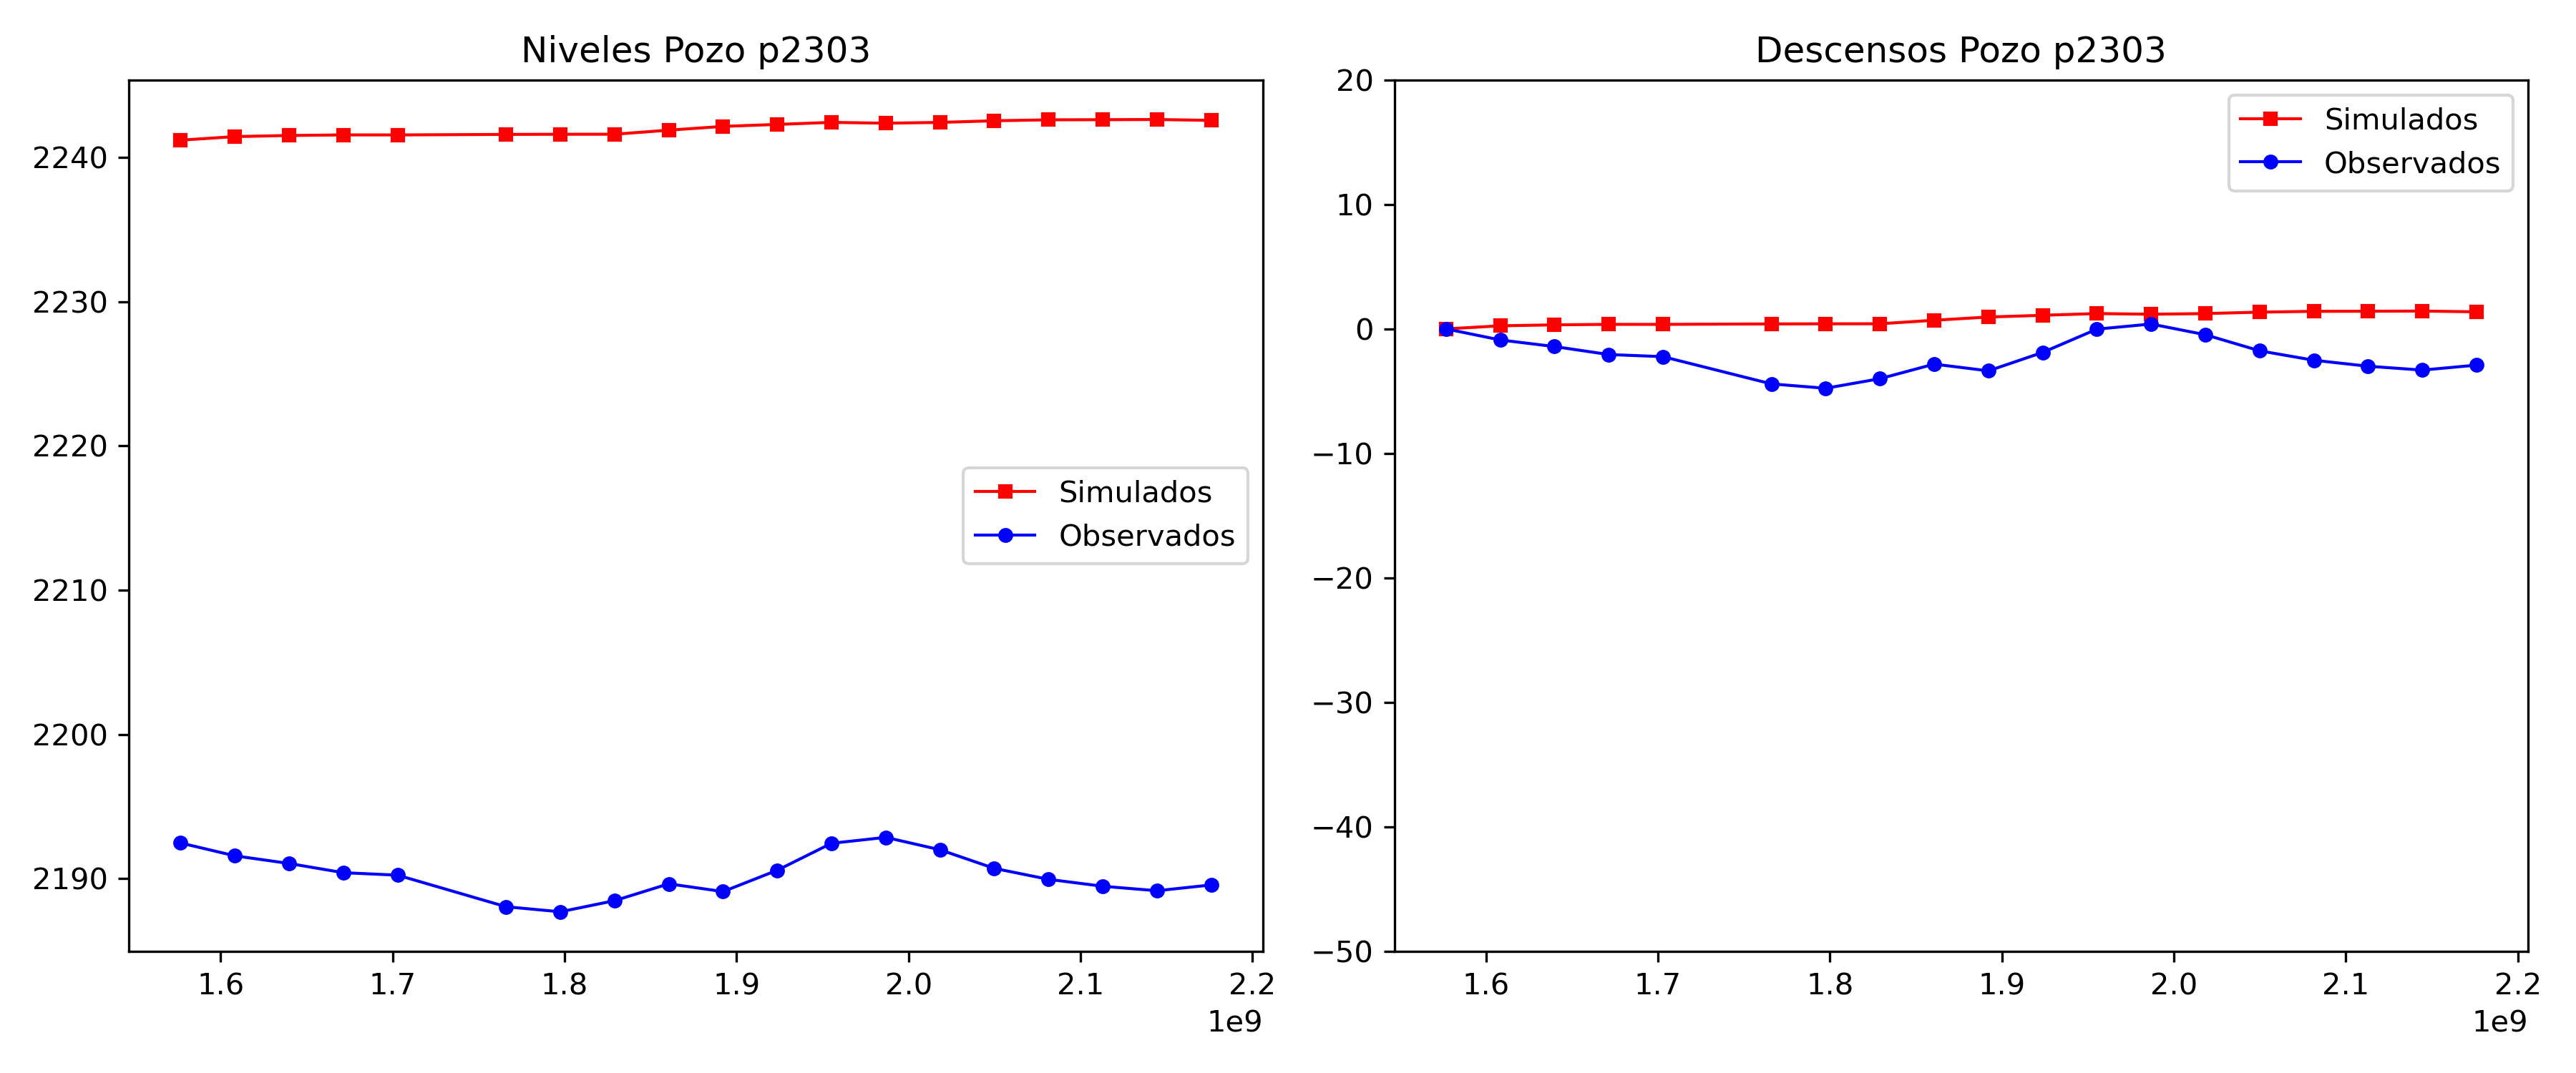 Niveles Pozo p2303
2240
2230
2220
2210
2200
2190
Simulados
Observados
1.6 1.7 1.8 1.9 2.0 2.1 2.2
1e9
Descensos Pozo p2303
20
10
0
−10
−20
−30
−40
−50
Simulados
Observados
1.6 1.7 1.8 1.9 2.0 2.1 2.2
1e9